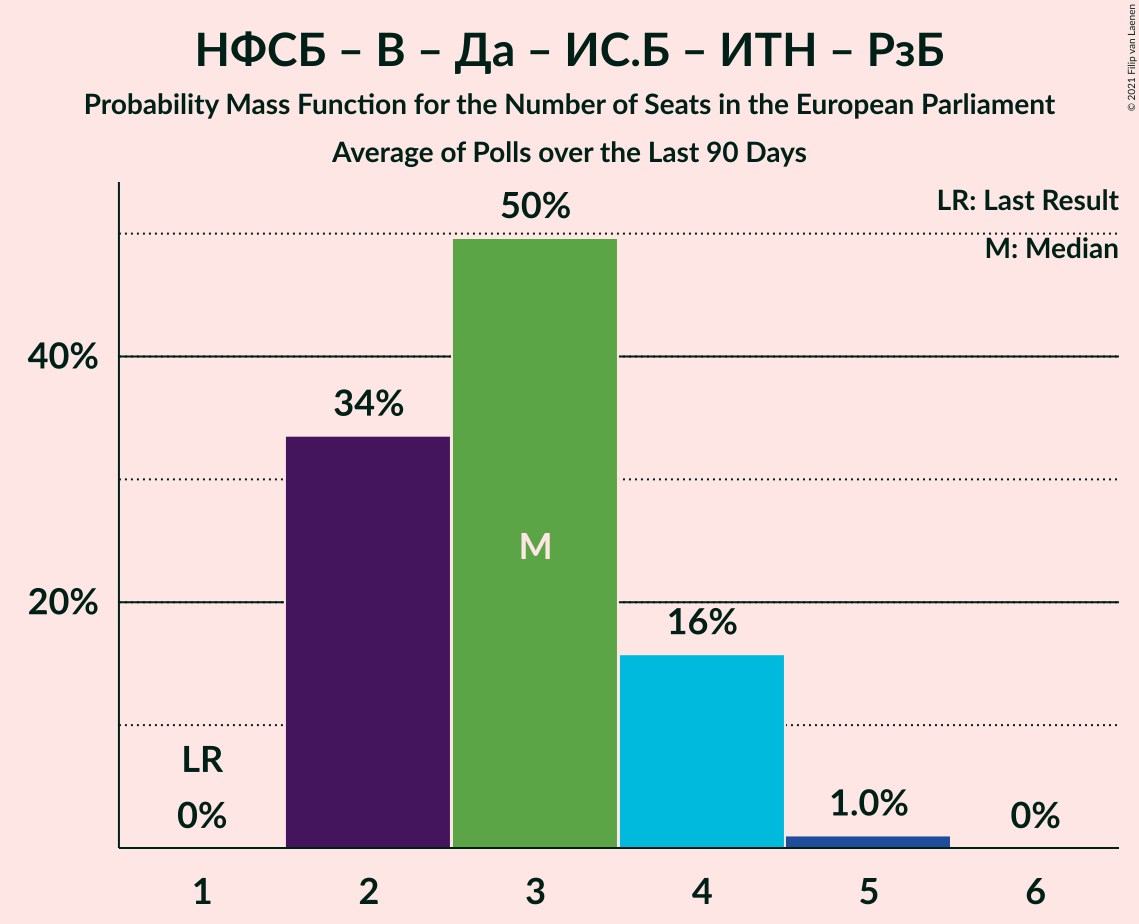 НФСБ – В – Да – ИС.Б – ИТН – РзБ
Probability Mass Function for the Number of Seats in the European Parliament
Average of Polls over the Last 90 Days
© 2021 Filip van Laenen
LR: Last Result
M: Median
50%
40%
34%
M
20%
16%
LR
0%
1.0%
0%
1 2 3 4 5 6